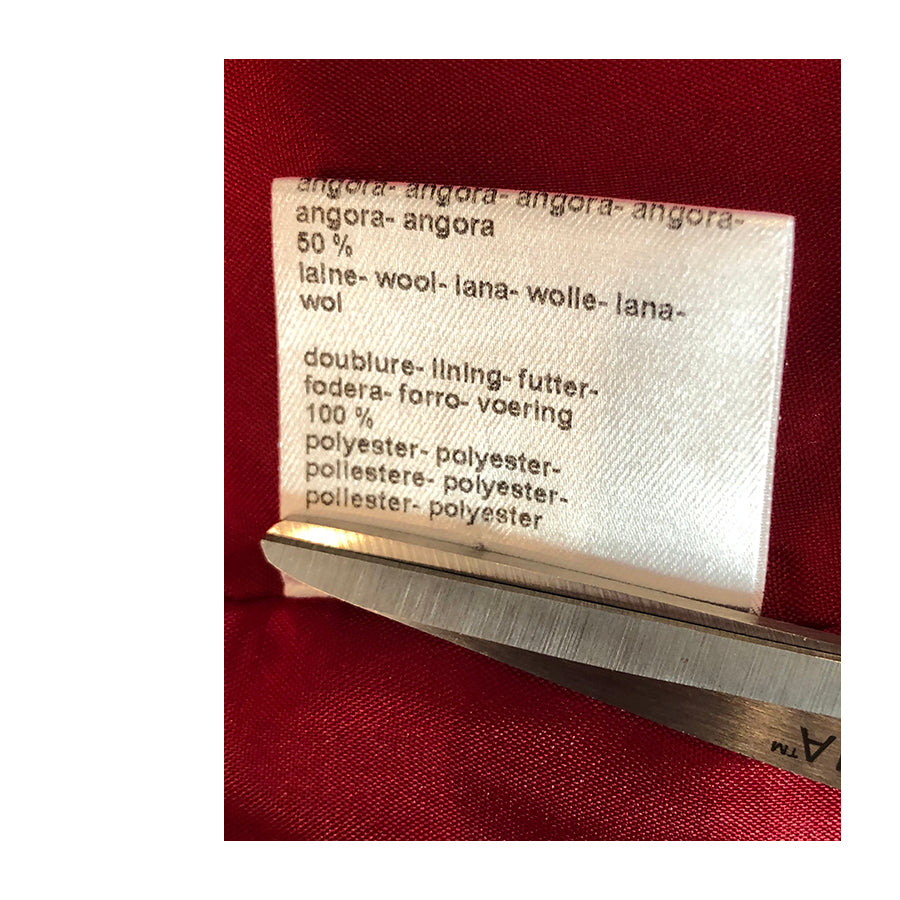 angora- angora- angora- angora-
angora- angora
50 %
laine- wool- lana- wolle- lana-
wol
doublure- lining- futter-
fodera- forro- voering
100 %
polyester- polyester-
poliestere- polyester-
poliester- polyester
A™